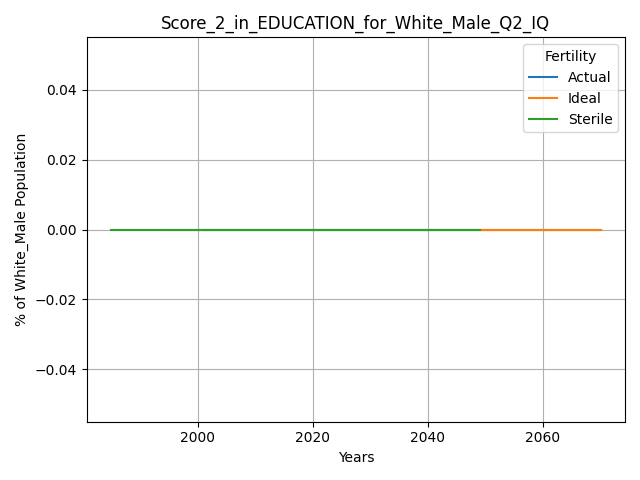 Score_2_in_EDUCATION_for_White_Male_Q2_IQ
Fertility
Actual
Ideal
Sterile
% of White_Male Population
0.04
0.02
0.00
−0.02
−0.04
2000
2020
2040
2060
Years